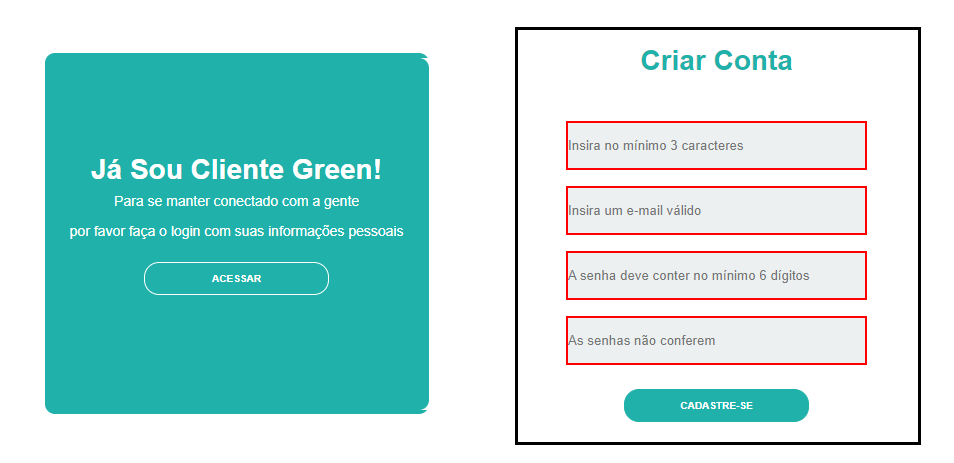 Já Sou Cliente Green!
Para se manter conectado com a gente
por favor faça o login com suas informações pessoais
ACESSAR
Criar Conta
Insira no mínimo 3 caracteres
Insira um e-mail válido
A senha deve conter no mínimo 6 dígitos
As senhas não conferem
CADASTRE-SE